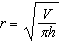 r = √(V/πh)